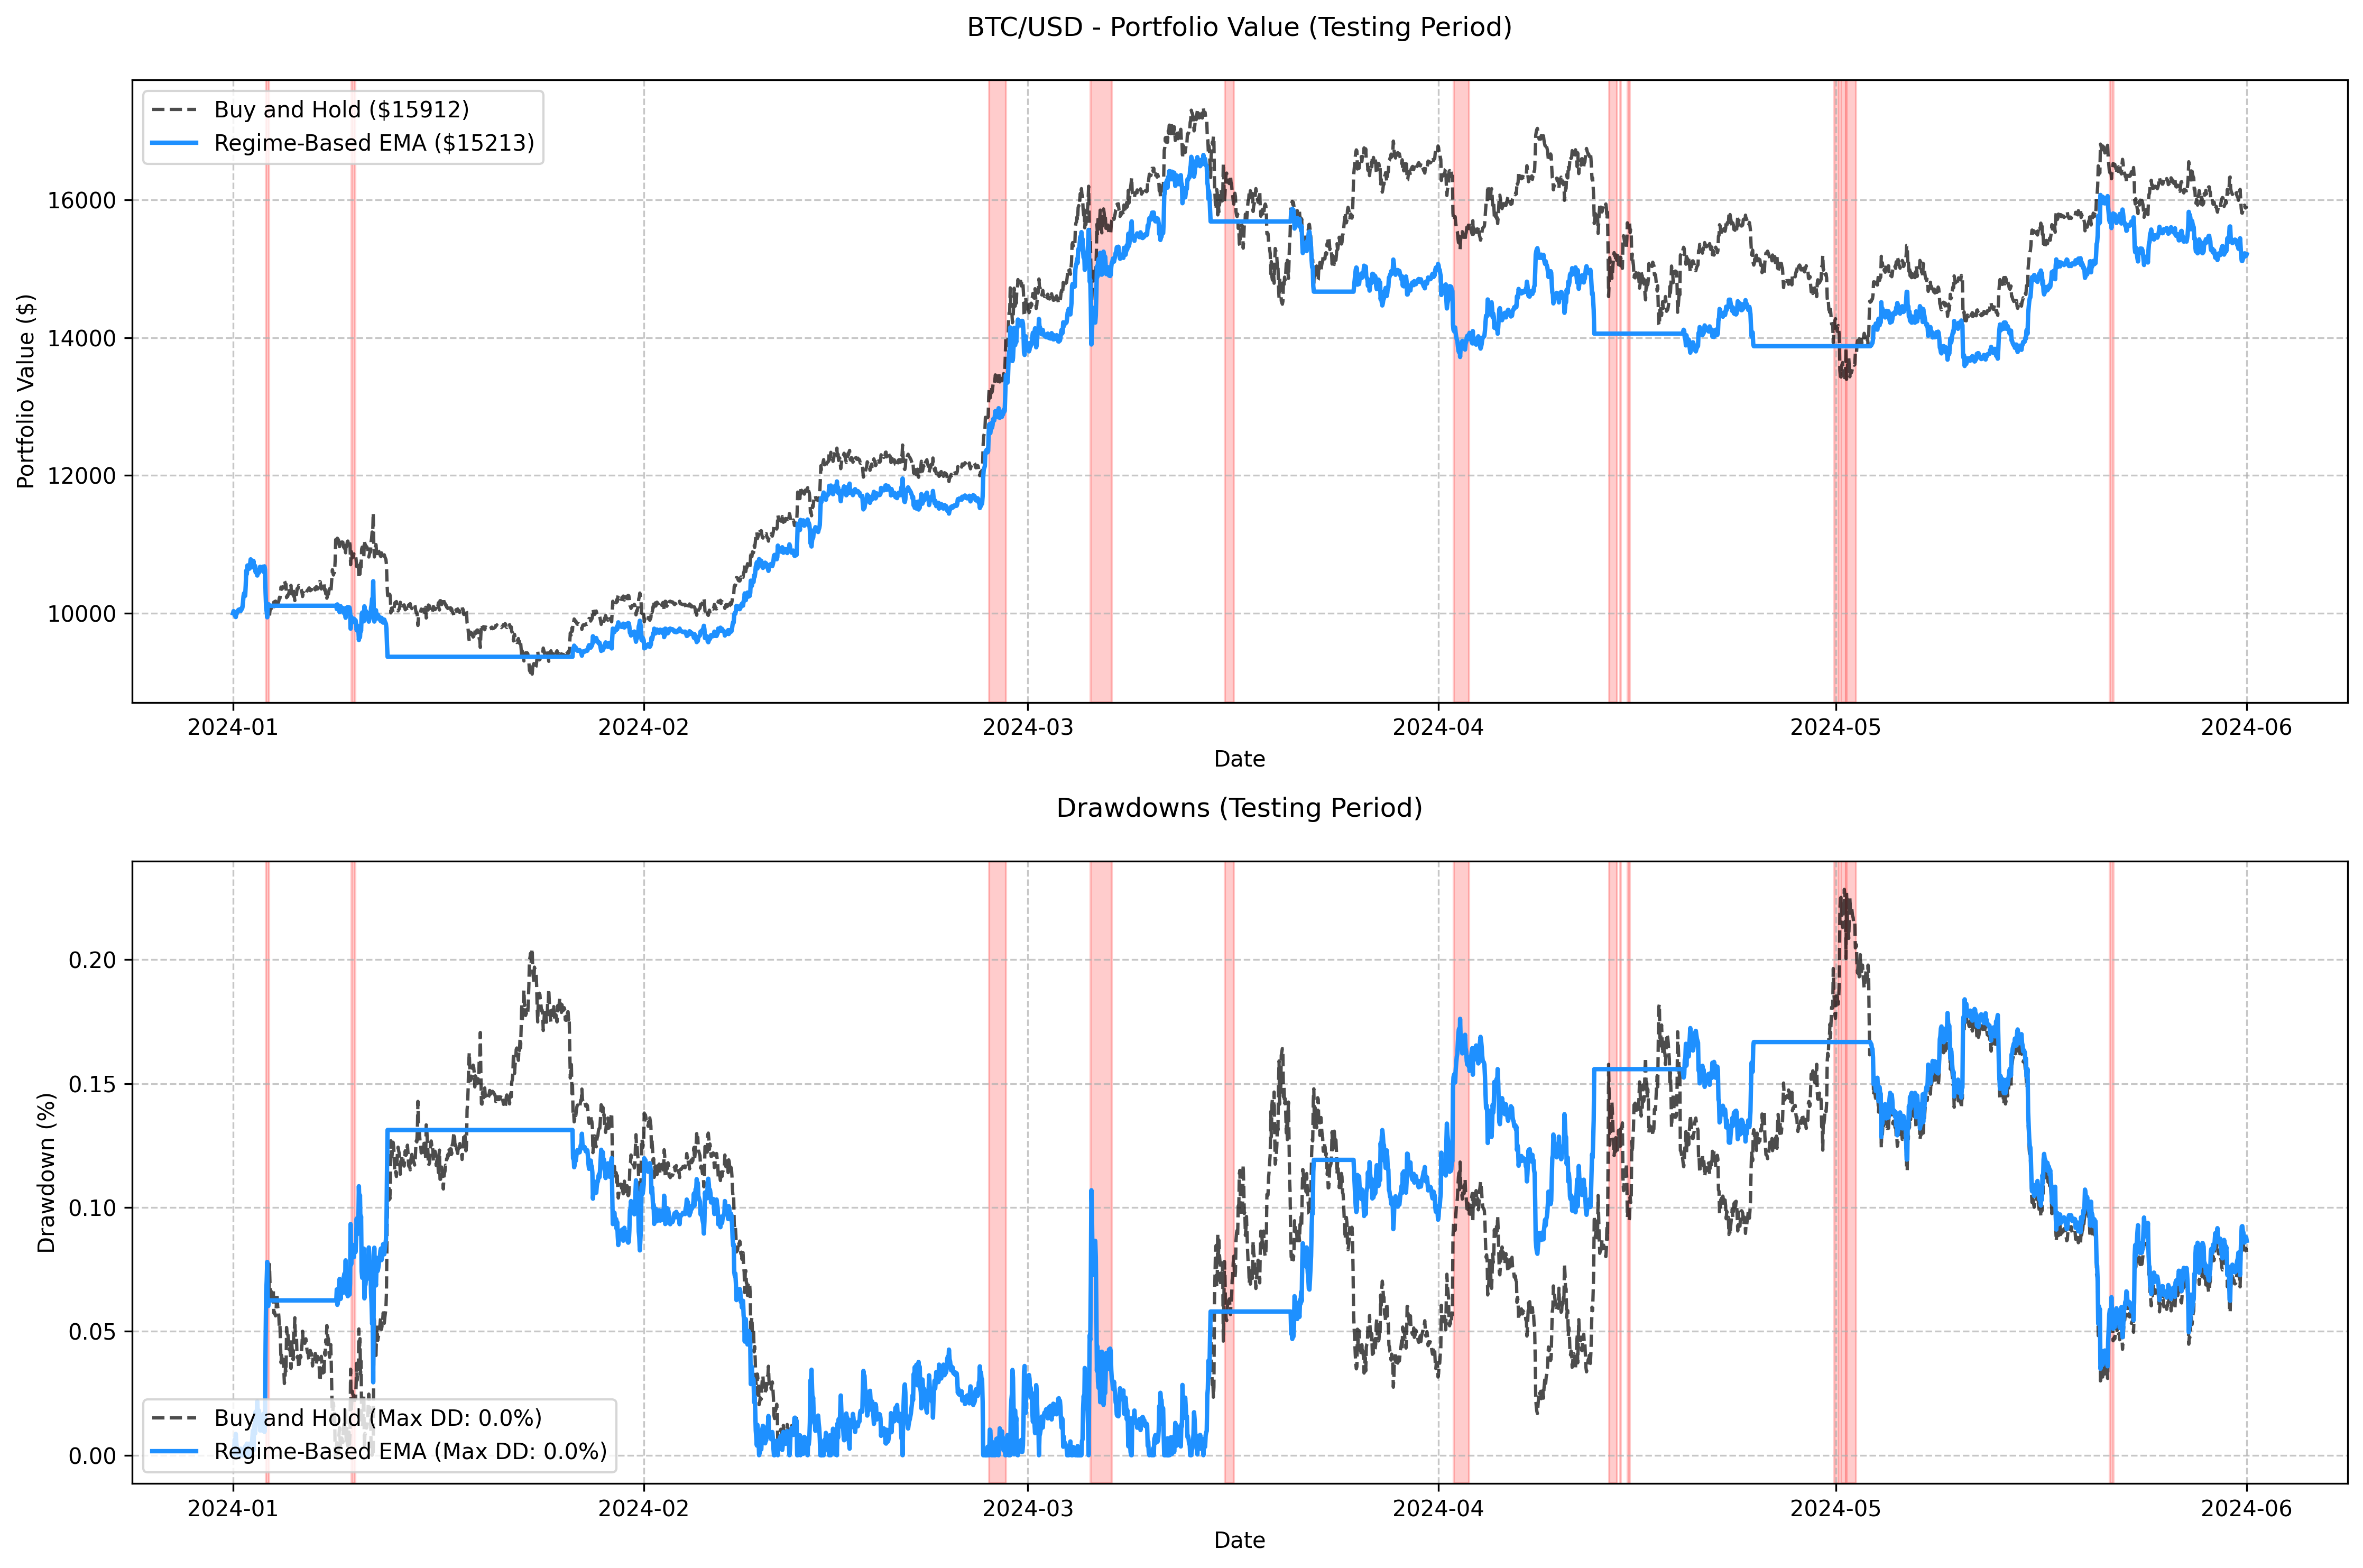 BTC/USD - Portfolio Value (Testing Period)
Buy and Hold ($15912)
Regime-Based EMA ($15213)
Portfolio Value ($)
16000
14000
12000
10000
2024-01
2024-02
2024-03
2024-04
2024-05
2024-06
Date
Drawdowns (Testing Period)
Drawdown (%)
0.20
0.15
0.10
0.05
0.00
Buy and Hold (Max DD: 0.0%)
Regime-Based EMA (Max DD: 0.0%)
2024-01
2024-02
2024-03
2024-04
2024-05
2024-06
Date